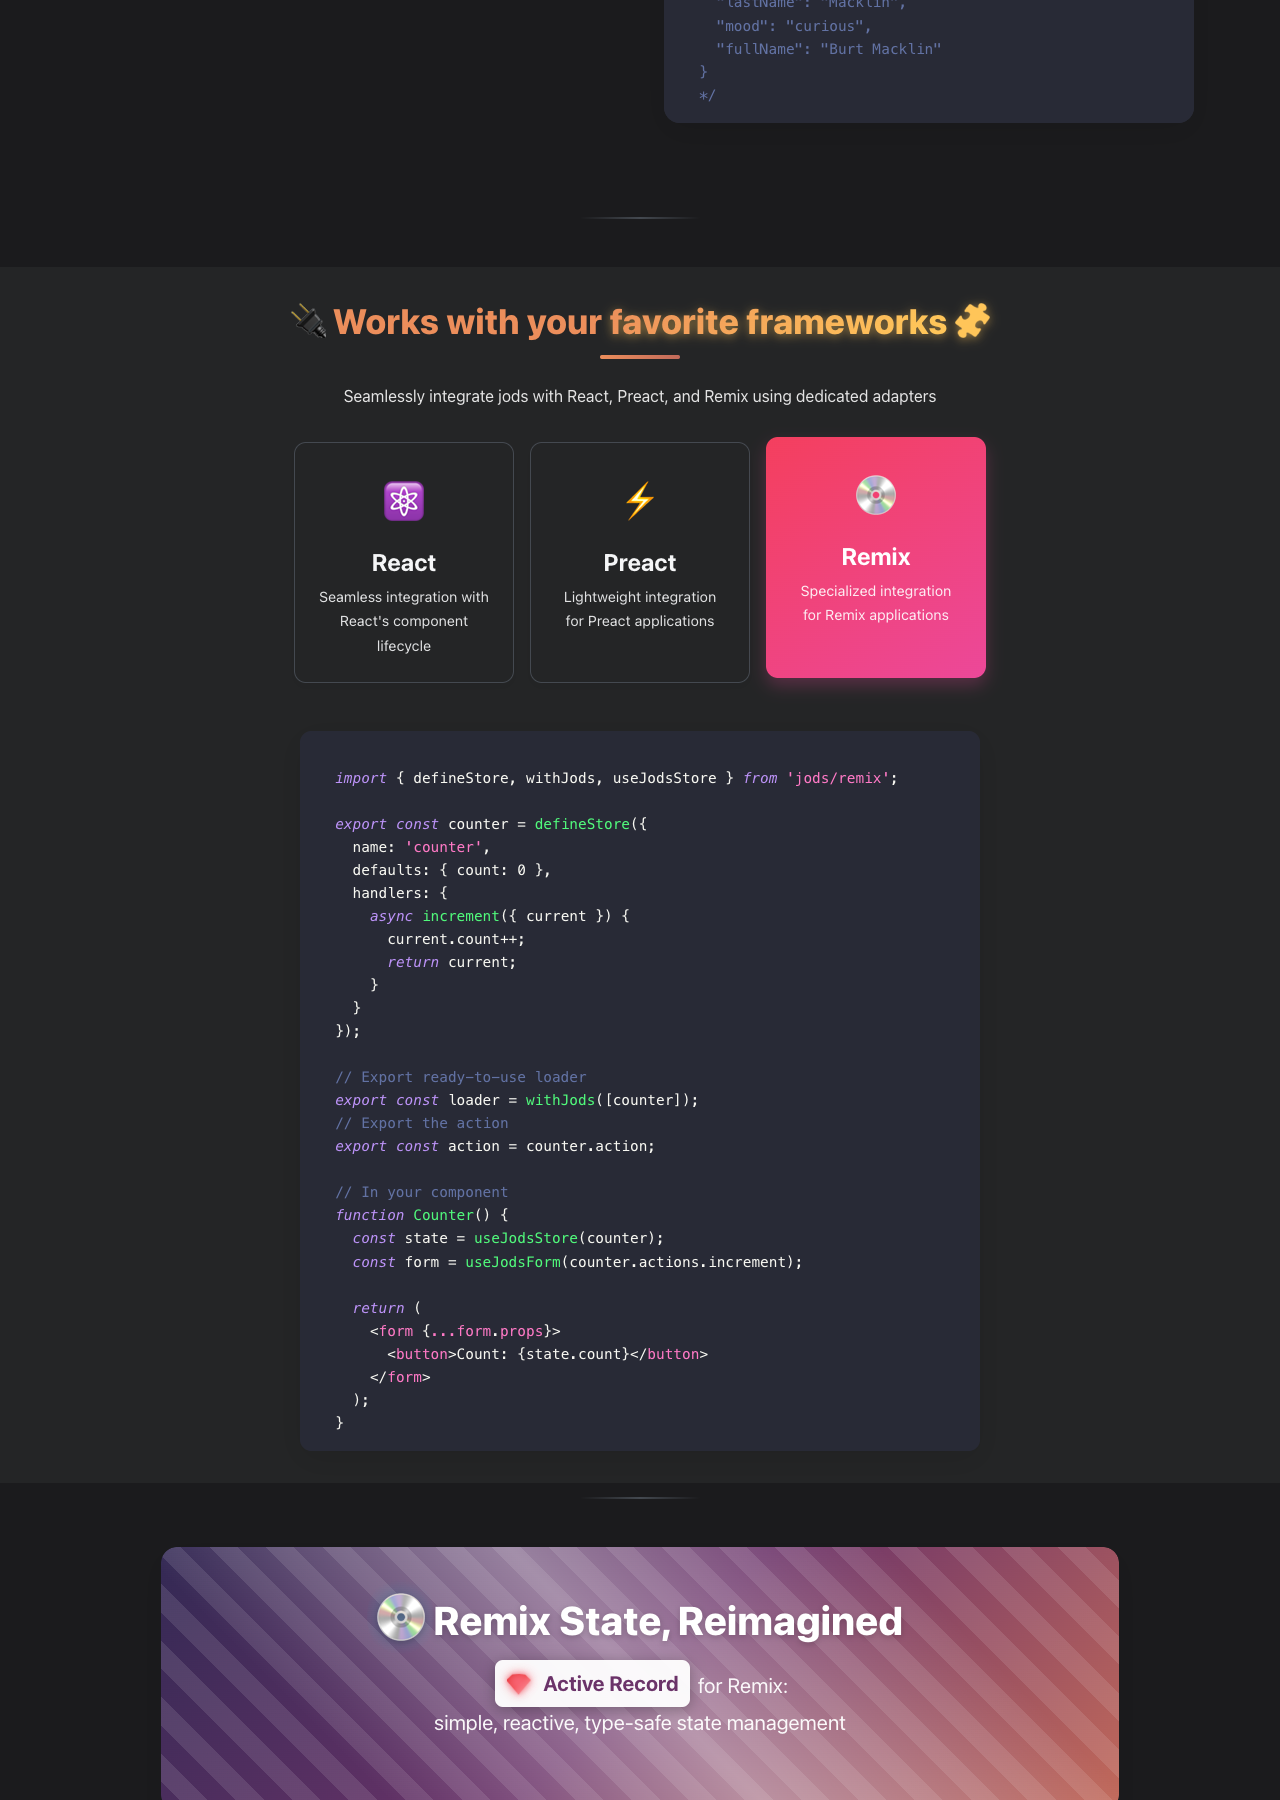 "lastName": "Macklin",
"mood": "curious",
"fullName": "Burt Macklin"
}
*/
Works with your favorite frameworks
Seamlessly integrate jods with React, Preact, and Remix using dedicated adapters
React
Seamless integration with
React's component
lifecycle
Preact
Lightweight integration
for Preact applications
Remix
Specialized integration
for Remix applications
import { defineStore, withJods, useJodsStore } from 'jods/remix';
export const counter = defineStore({
name: 'counter',
defaults: { count: 0 },
handlers: {
async increment({ current }) {
current.count++;
return current;
}
}
});
// Export ready-to-use loader
export const loader = withJods([counter]);
// Export the action
export const action = counter.action;
// In your component
function Counter() {
const state = useJodsStore(counter);
const form = useJodsForm(counter.actions.increment);
return (
<form {...form.props}>
<button>Count: {state.count}</button>
</form>
);
}
Remix State, Reimagined
Active Record for Remix:
simple, reactive, type-safe state management